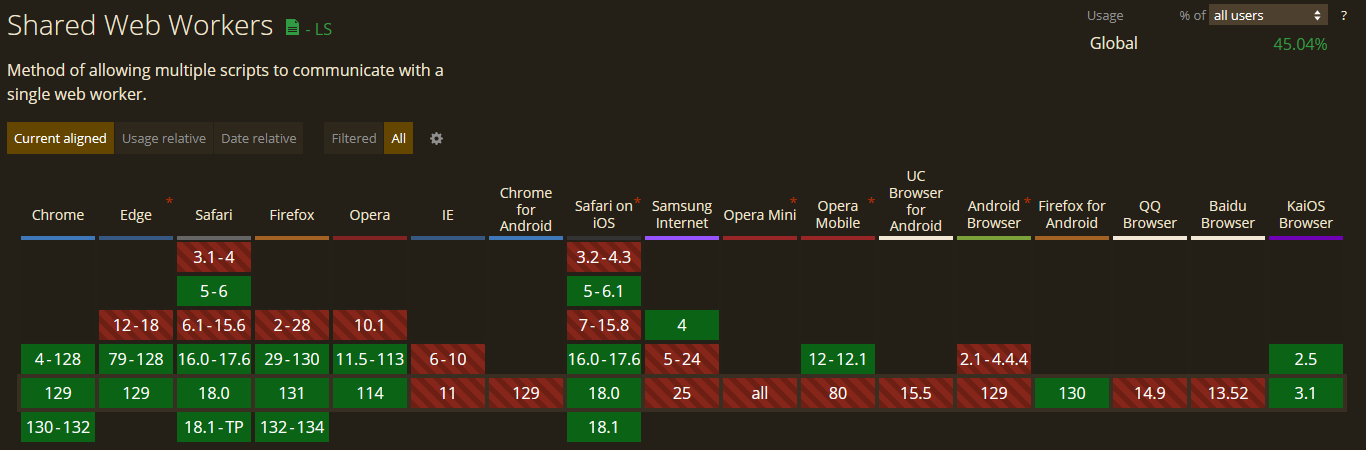 Shared Web Workers - LS
Usage % of all users ?
Global 45.04%
Method of allowing multiple scripts to communicate with a
single web worker.
Current aligned Usage relative Date relative Filtered All
Chrome
Edge *
Safari
Firefox
Opera
IE
Chrome
for
Android
Safari on *
iOS
Samsung
Internet
Opera Mini *
Opera *
Mobile
UC
Browser
for
Android
Android *
Browser
Firefox for
Android
QQ
Browser
Baidu
Browser
KaiOS
Browser
3.1-4 3.2-4.3
5-6 5-6.1
12-18 6.1-15.6 2-28 10.1 7-15.8 4
4-128 79-128 16.0-17.6 29-130 11.5-113 6-10 16.0-17.6 5-24 12-12.1 2.1-4.4.4 2.5
129 129 18.0 131 114 11 129 18.0 25 all 80 15.5 129 130 14.9 13.52 3.1
130-132 18.1-TP 132-134 18.1